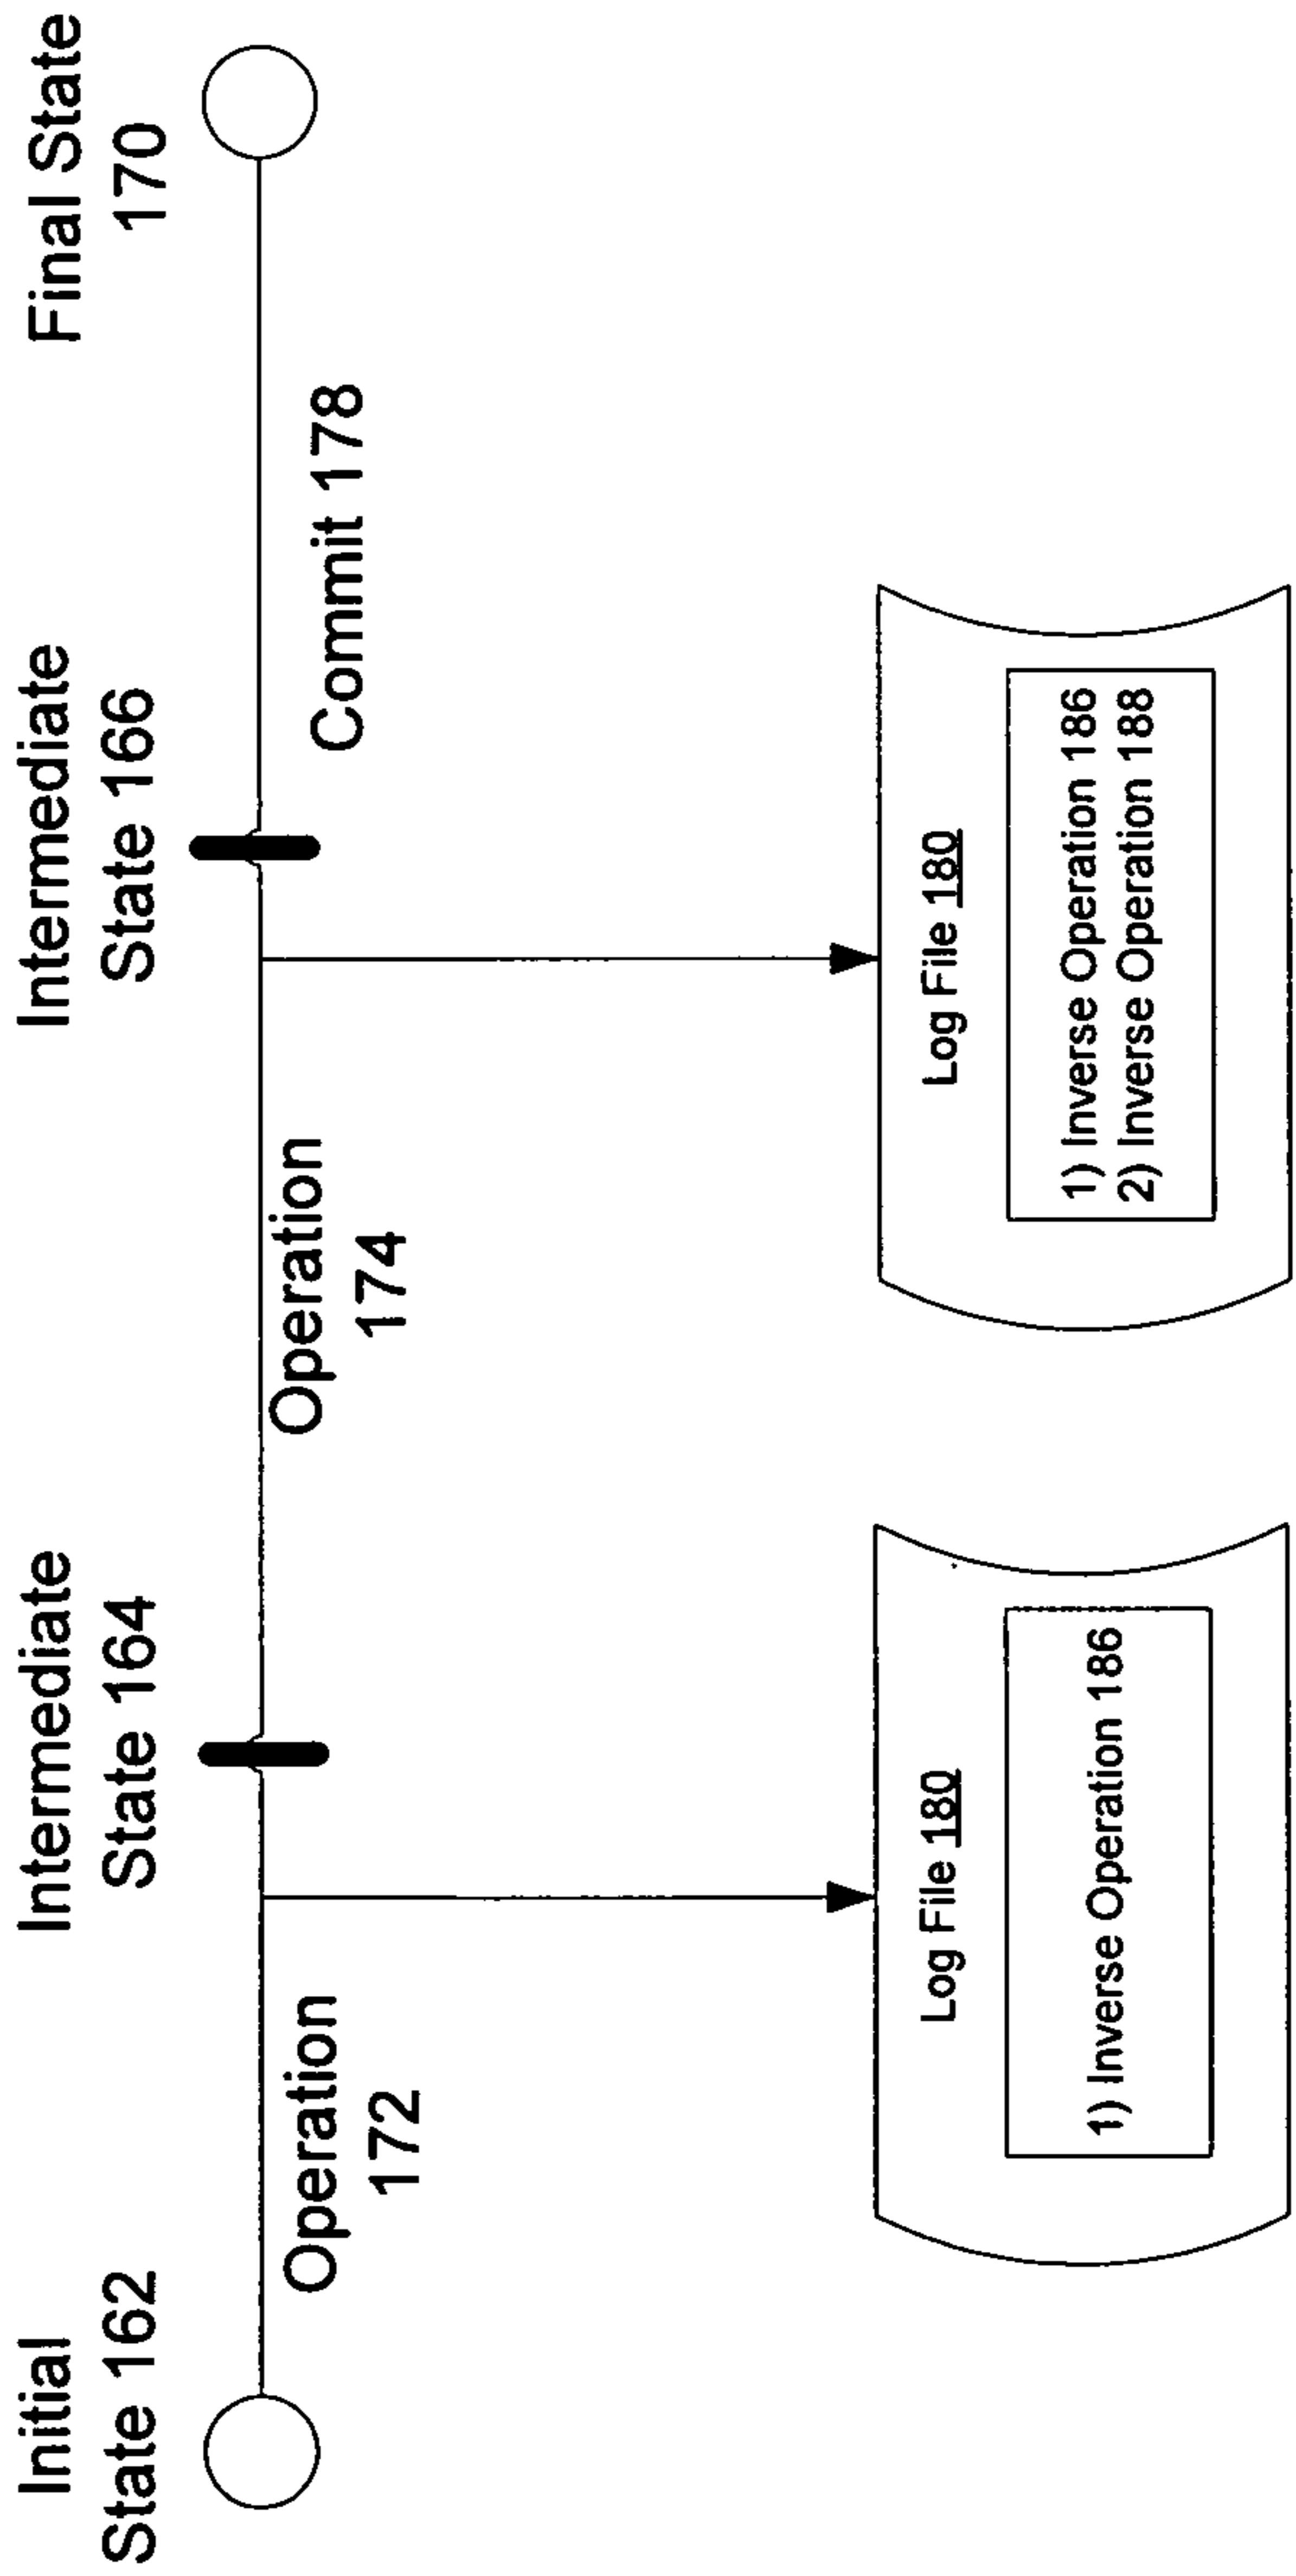 Initial
State 162
Intermediate
State 164
Intermediate
State 166
Final State
170
Operation
172
Operation
174
Commit 178
Log File 180
1) Inverse Operation 186
Log File 180
1) Inverse Operation 186
2) Inverse Operation 188